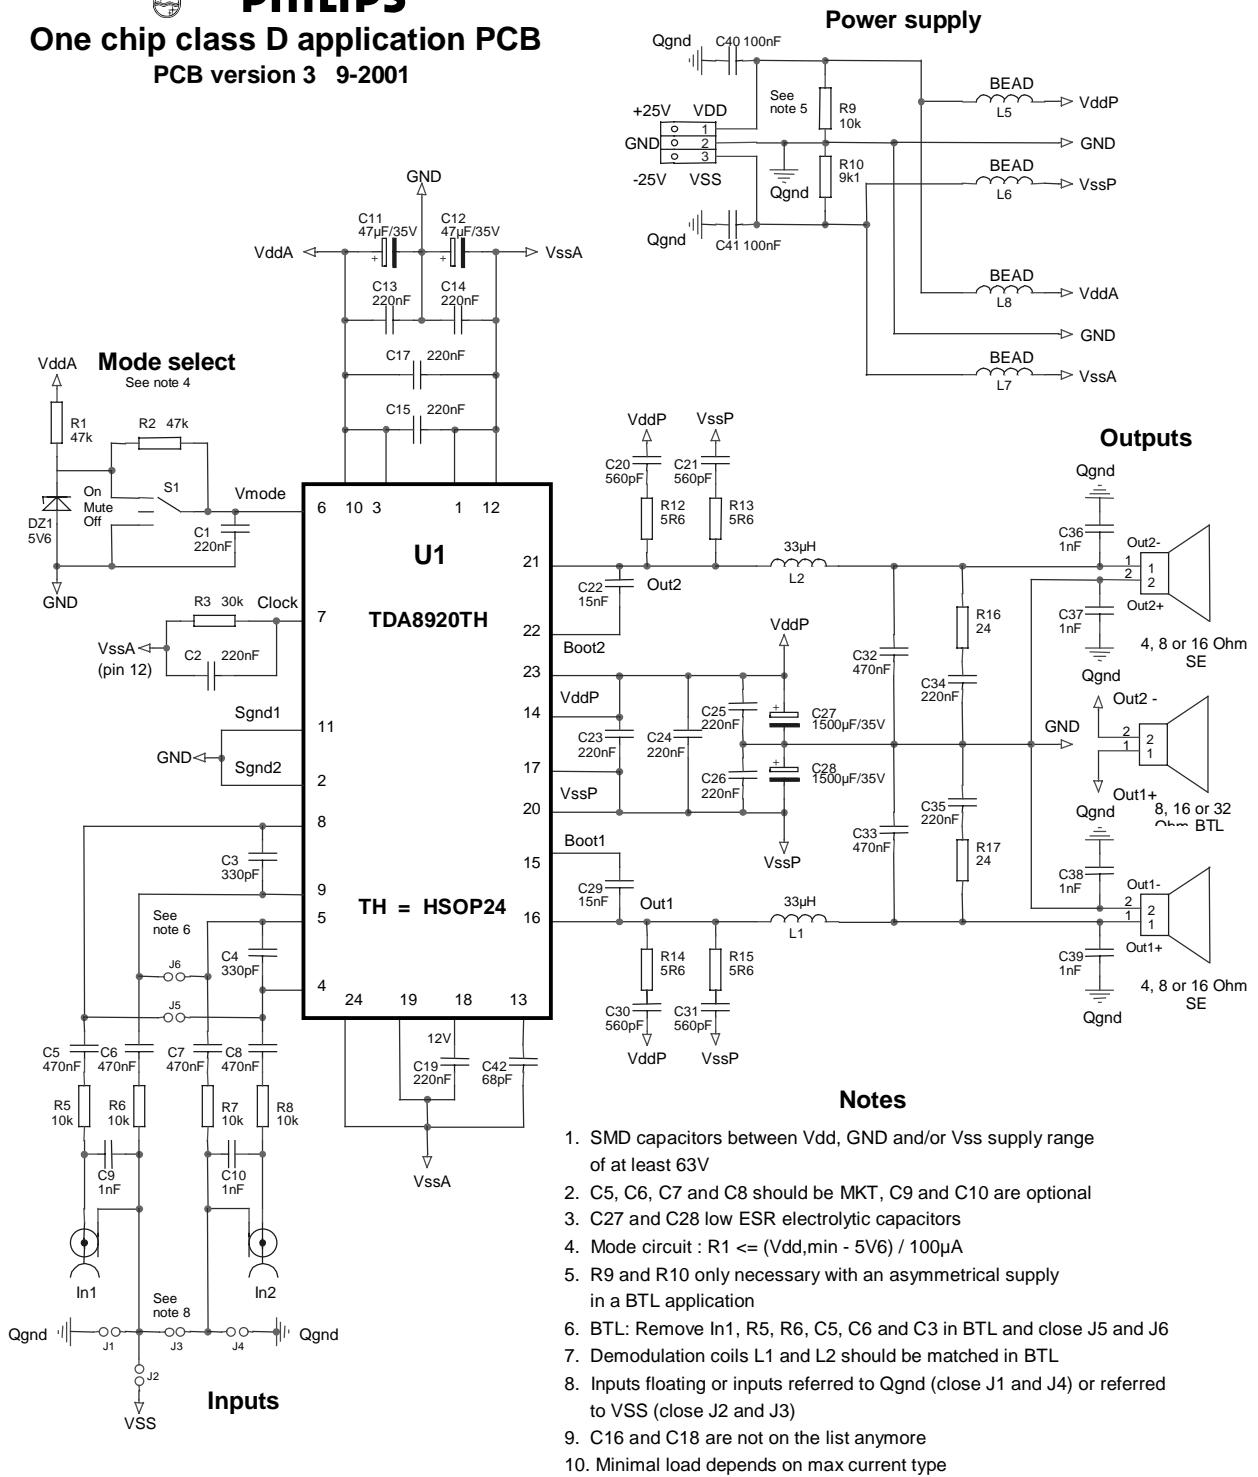 PHILIPS
One chip class D application PCB
PCB version 3 9-2001
Power supply
Qgnd
C40 100nF
See
note 5
R9
10k
BEAD
L5
VddP
+25V VDD
GND
1
2
3
-25V VSS
Qgnd
R10
9k1
GND
BEAD
L6
VssP
Qgnd
C41 100nF
BEAD
L8
VddA
GND
BEAD
L7
VssA
GND
C11
47µF/35V
C12
47µF/35V
+
+
VddA
VssA
C13
220nF
C14
220nF
C17 220nF
C15 220nF
Mode select
See note 4
VddA
R1
47k
R2 47k
On
Mute
Off
S1
Vmode
DZ1
5V6
C1
220nF
GND
R3 30k
Clock
VssA
(pin 12)
C2 220nF
Sgnd1
GND
Sgnd2
6 10 3 1 12
U1
TDA8920TH
TH = HSOP24
7
11
2
8
9
5
4
24 19 18 13
21
22
23
14
17
20
15
16
C3
330pF
See
note 6
C4
330pF
J6
J5
C5
470nF
C6
470nF
C7
470nF
C8
470nF
R5
10k
R6
10k
R7
10k
R8
10k
C9
1nF
C10
1nF
In1
In2
See
note 8
Qgnd
J1
J3
J4
Qgnd
J2
VSS
Inputs
12V
C19
220nF
C42
68pF
VssA
VddP
VssP
C20
560pF
C21
560pF
R12
5R6
R13
5R6
C22
15nF
Out2
Boot2
33µH
L2
VddP
VddP
C23
220nF
C24
220nF
C25
220nF
C26
220nF
+
C27
1500µF/35V
+
C28
1500µF/35V
VssP
VssP
Boot1
C29
15nF
Out1
33µH
L1
R14
5R6
R15
5R6
C30
560pF
C31
560pF
VddP
VssP
C32
470nF
C33
470nF
R16
24
C34
220nF
C35
220nF
R17
24
Outputs
Qgnd
C36
1nF
Out2-
1
2
1
2
Out2+
C37
1nF
Qgnd
4, 8 or 16 Ohm
SE
Out2 -
GND
2
1
2
1
Out1+
Qgnd
8, 16 or 32
Ohm BTL
C38
1nF
Out1-
2
1
2
1
Out1+
C39
1nF
Qgnd
4, 8 or 16 Ohm
SE
Notes
1. SMD capacitors between Vdd, GND and/or Vss supply range
of at least 63V
2. C5, C6, C7 and C8 should be MKT, C9 and C10 are optional
3. C27 and C28 low ESR electrolytic capacitors
4. Mode circuit : R1 <= (Vdd,min - 5V6) / 100µA
5. R9 and R10 only necessary with an asymmetrical supply
in a BTL application
6. BTL: Remove In1, R5, R6, C5, C6 and C3 in BTL and close J5 and J6
7. Demodulation coils L1 and L2 should be matched in BTL
8. Inputs floating or inputs referred to Qgnd (close J1 and J4) or referred
to VSS (close J2 and J3)
9. C16 and C18 are not on the list anymore
10. Minimal load depends on max current type